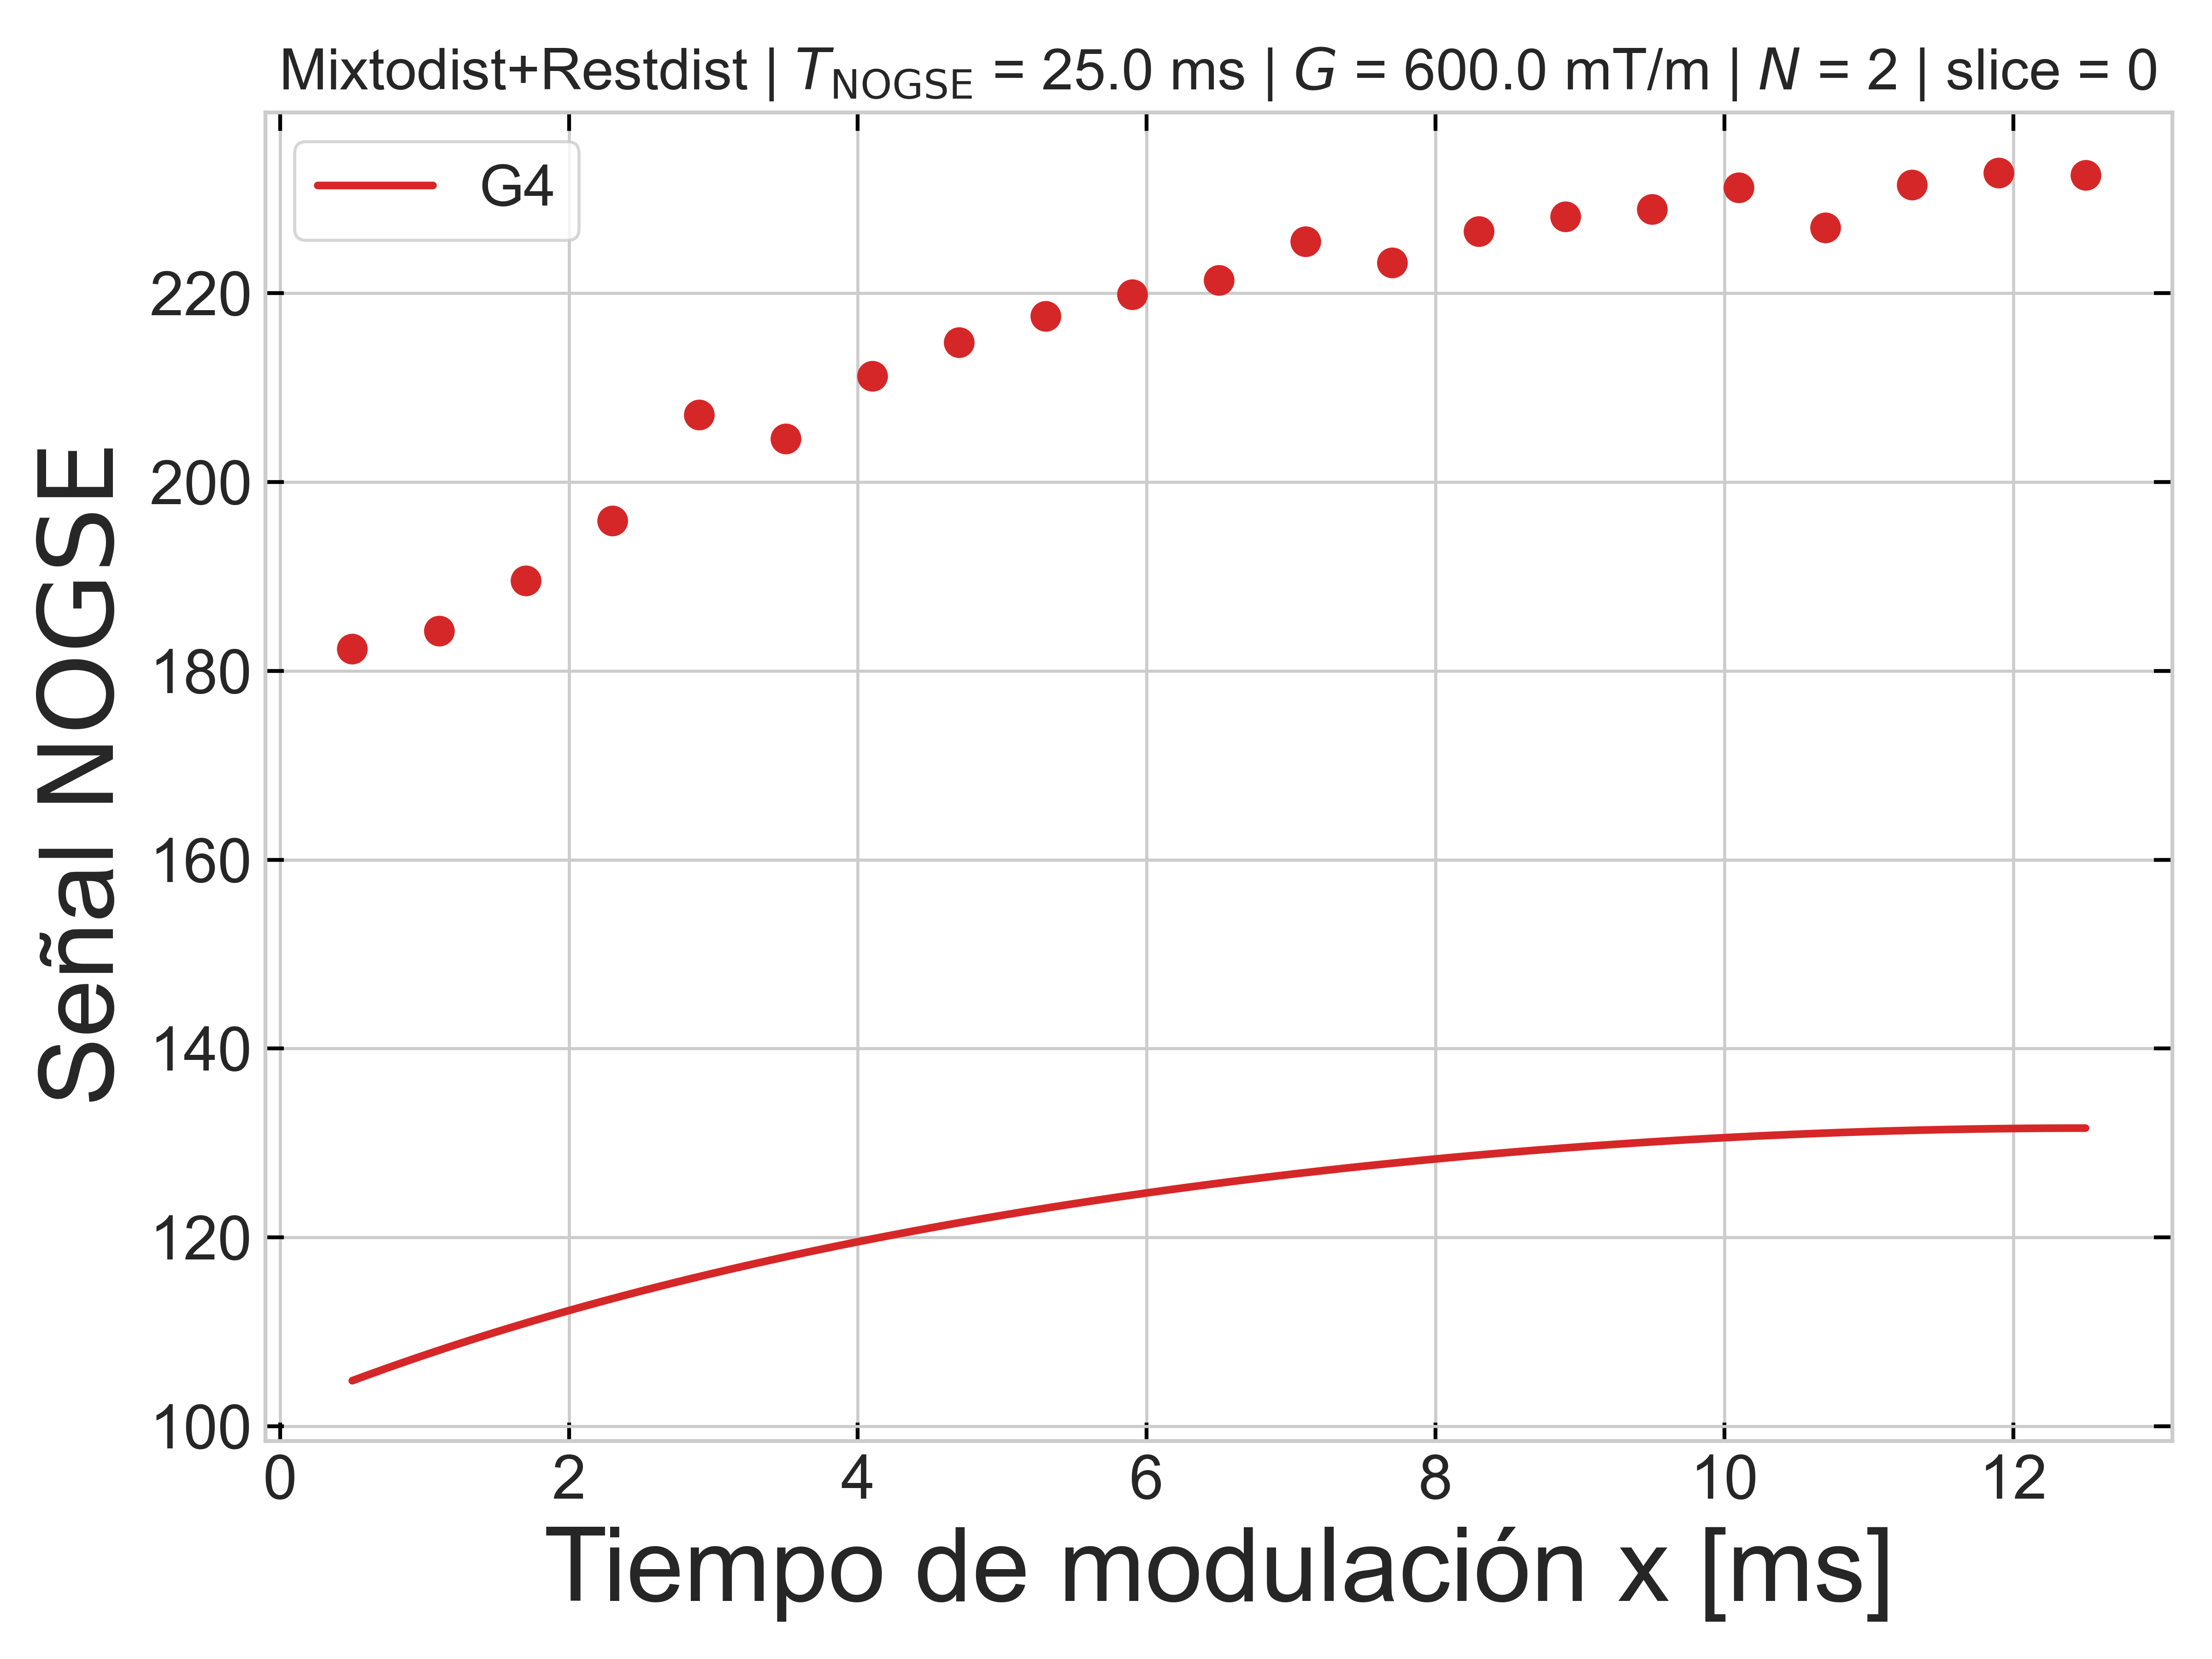 Mixtodist+Restdist | T_NOGSE = 25.0 ms | G = 600.0 mT/m | N = 2 | slice = 0
G4
Señal NOGSE
220
200
180
160
140
120
100
0 2 4 6 8 10 12
Tiempo de modulación x [ms]